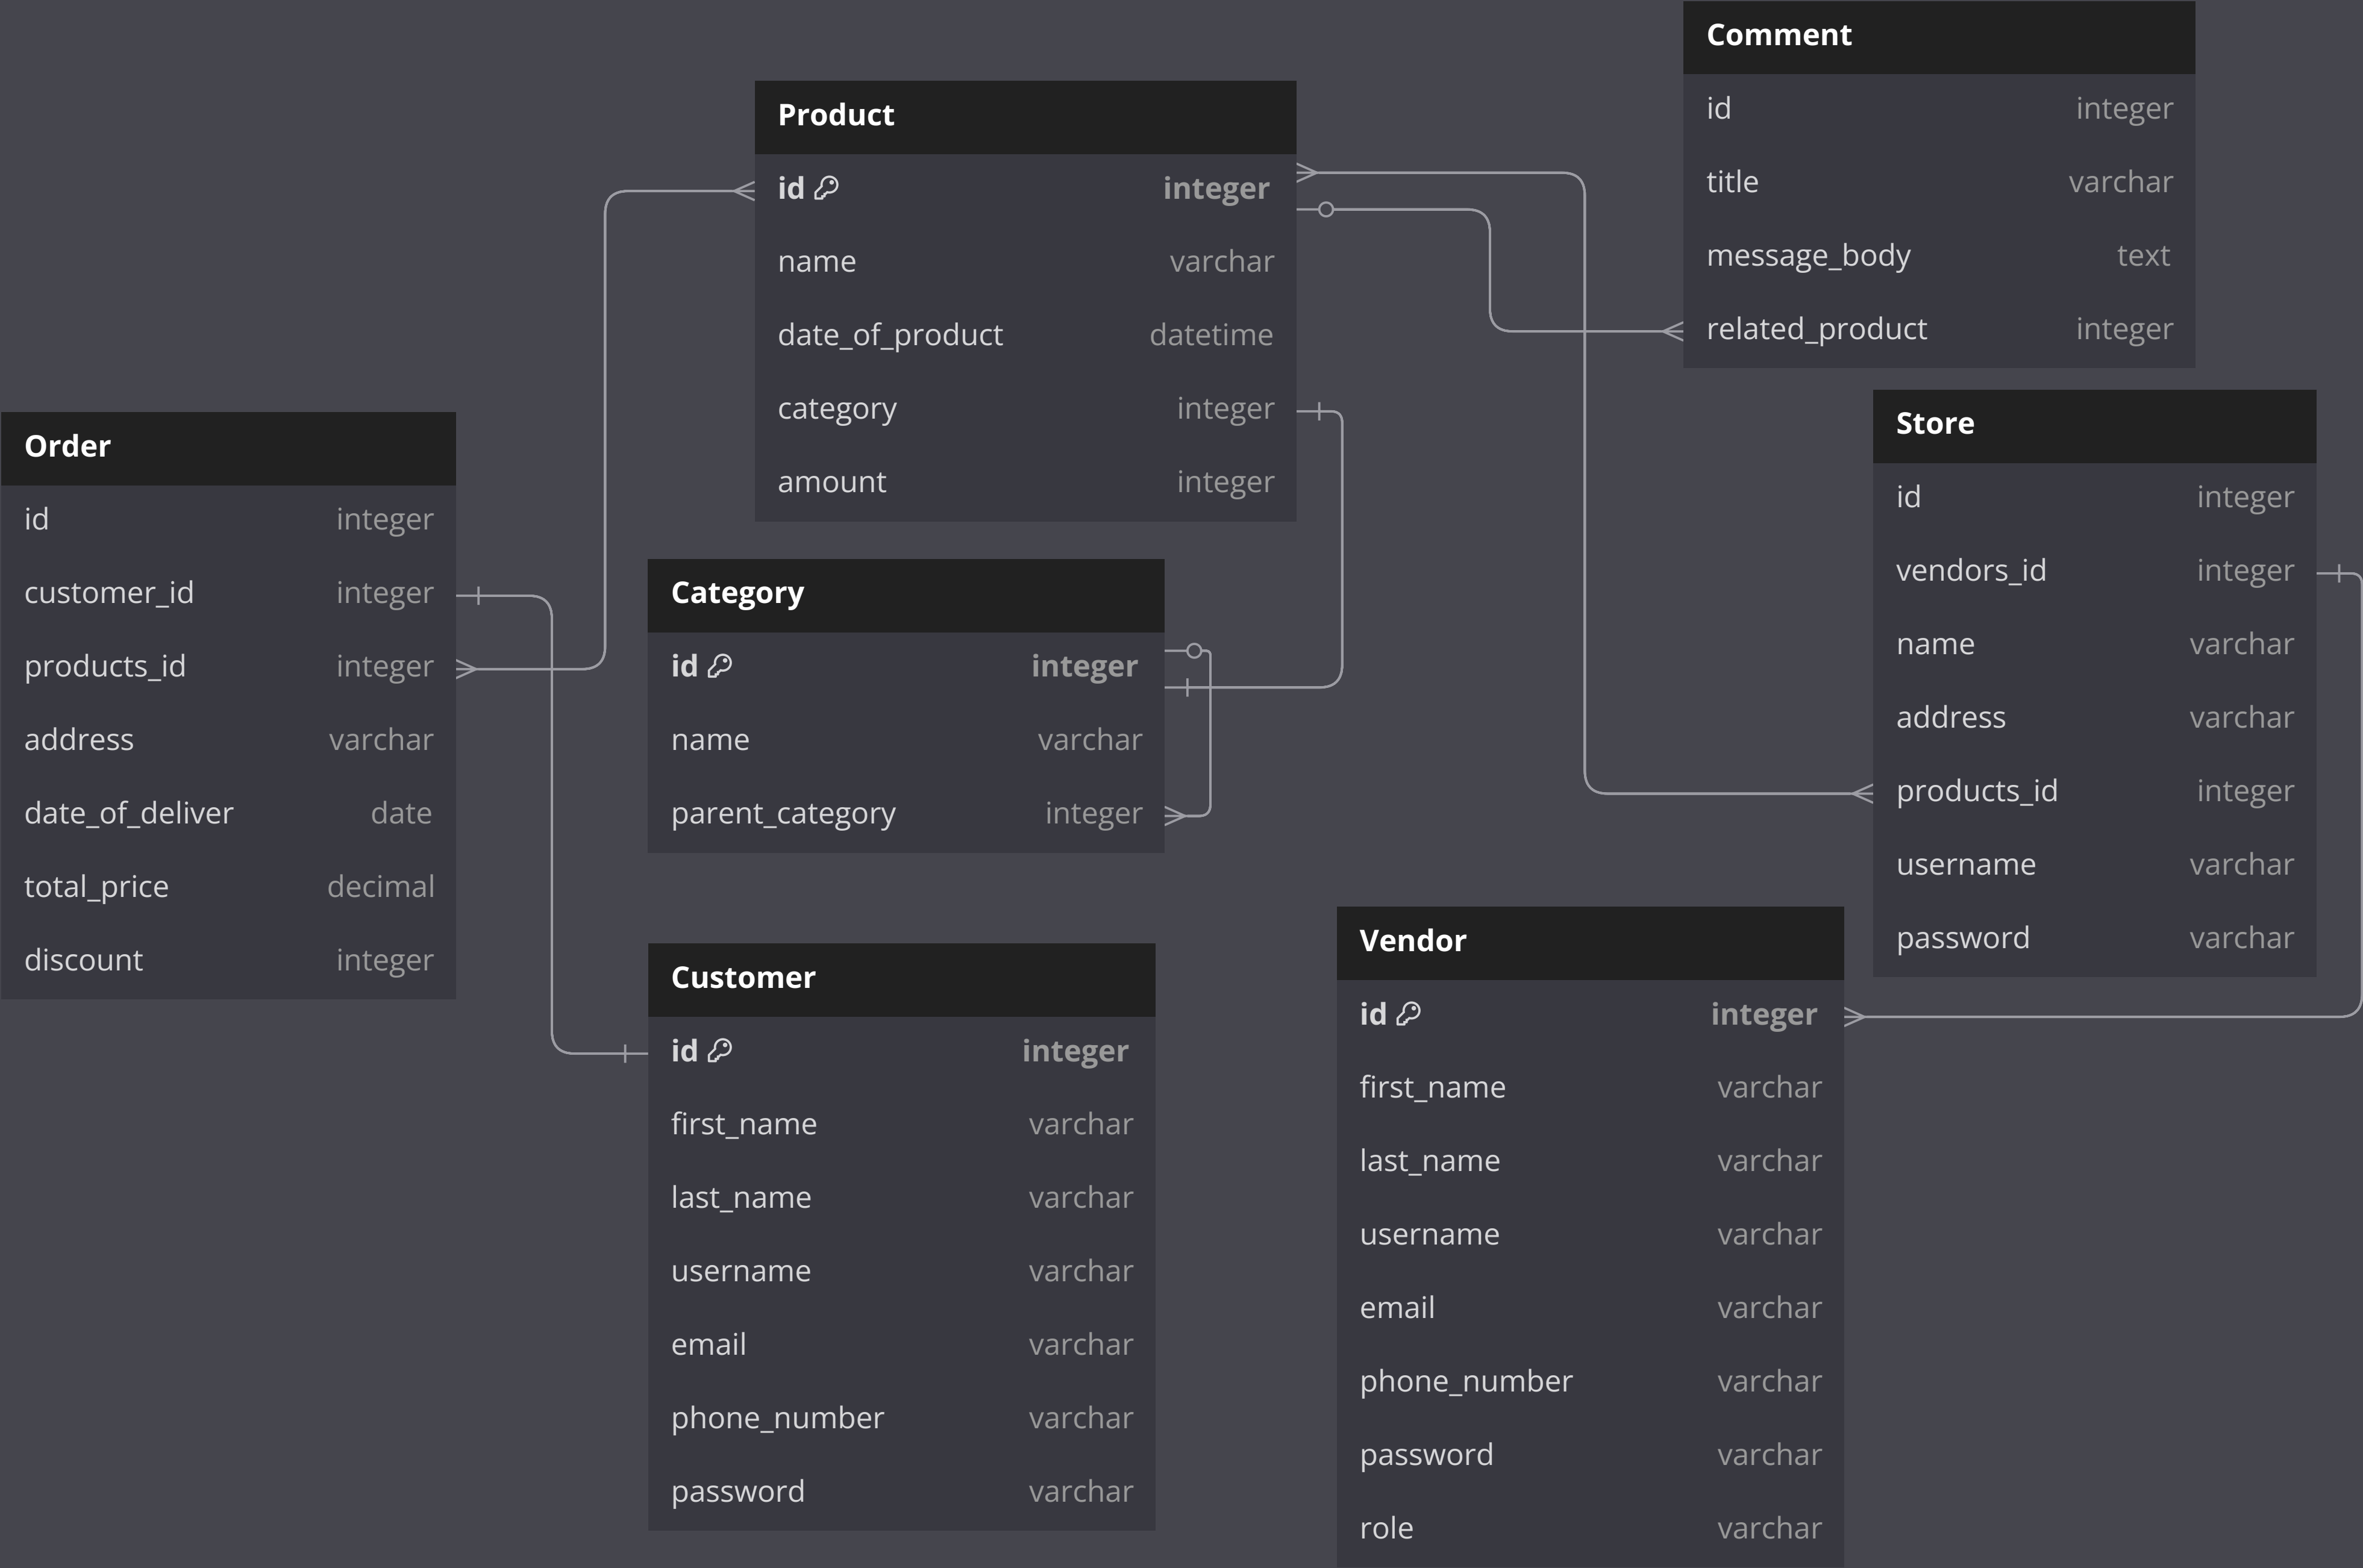 Comment
id integer
title varchar
message_body text
related_product integer
Product
id integer
name varchar
date_of_product datetime
category integer
amount integer
Store
id integer
vendors_id integer
name varchar
address varchar
products_id integer
username varchar
password varchar
Order
id integer
customer_id integer
products_id integer
address varchar
date_of_deliver date
total_price decimal
discount integer
Category
id integer
name varchar
parent_category integer
Customer
id integer
first_name varchar
last_name varchar
username varchar
email varchar
phone_number varchar
password varchar
Vendor
id integer
first_name varchar
last_name varchar
username varchar
email varchar
phone_number varchar
password varchar
role varchar